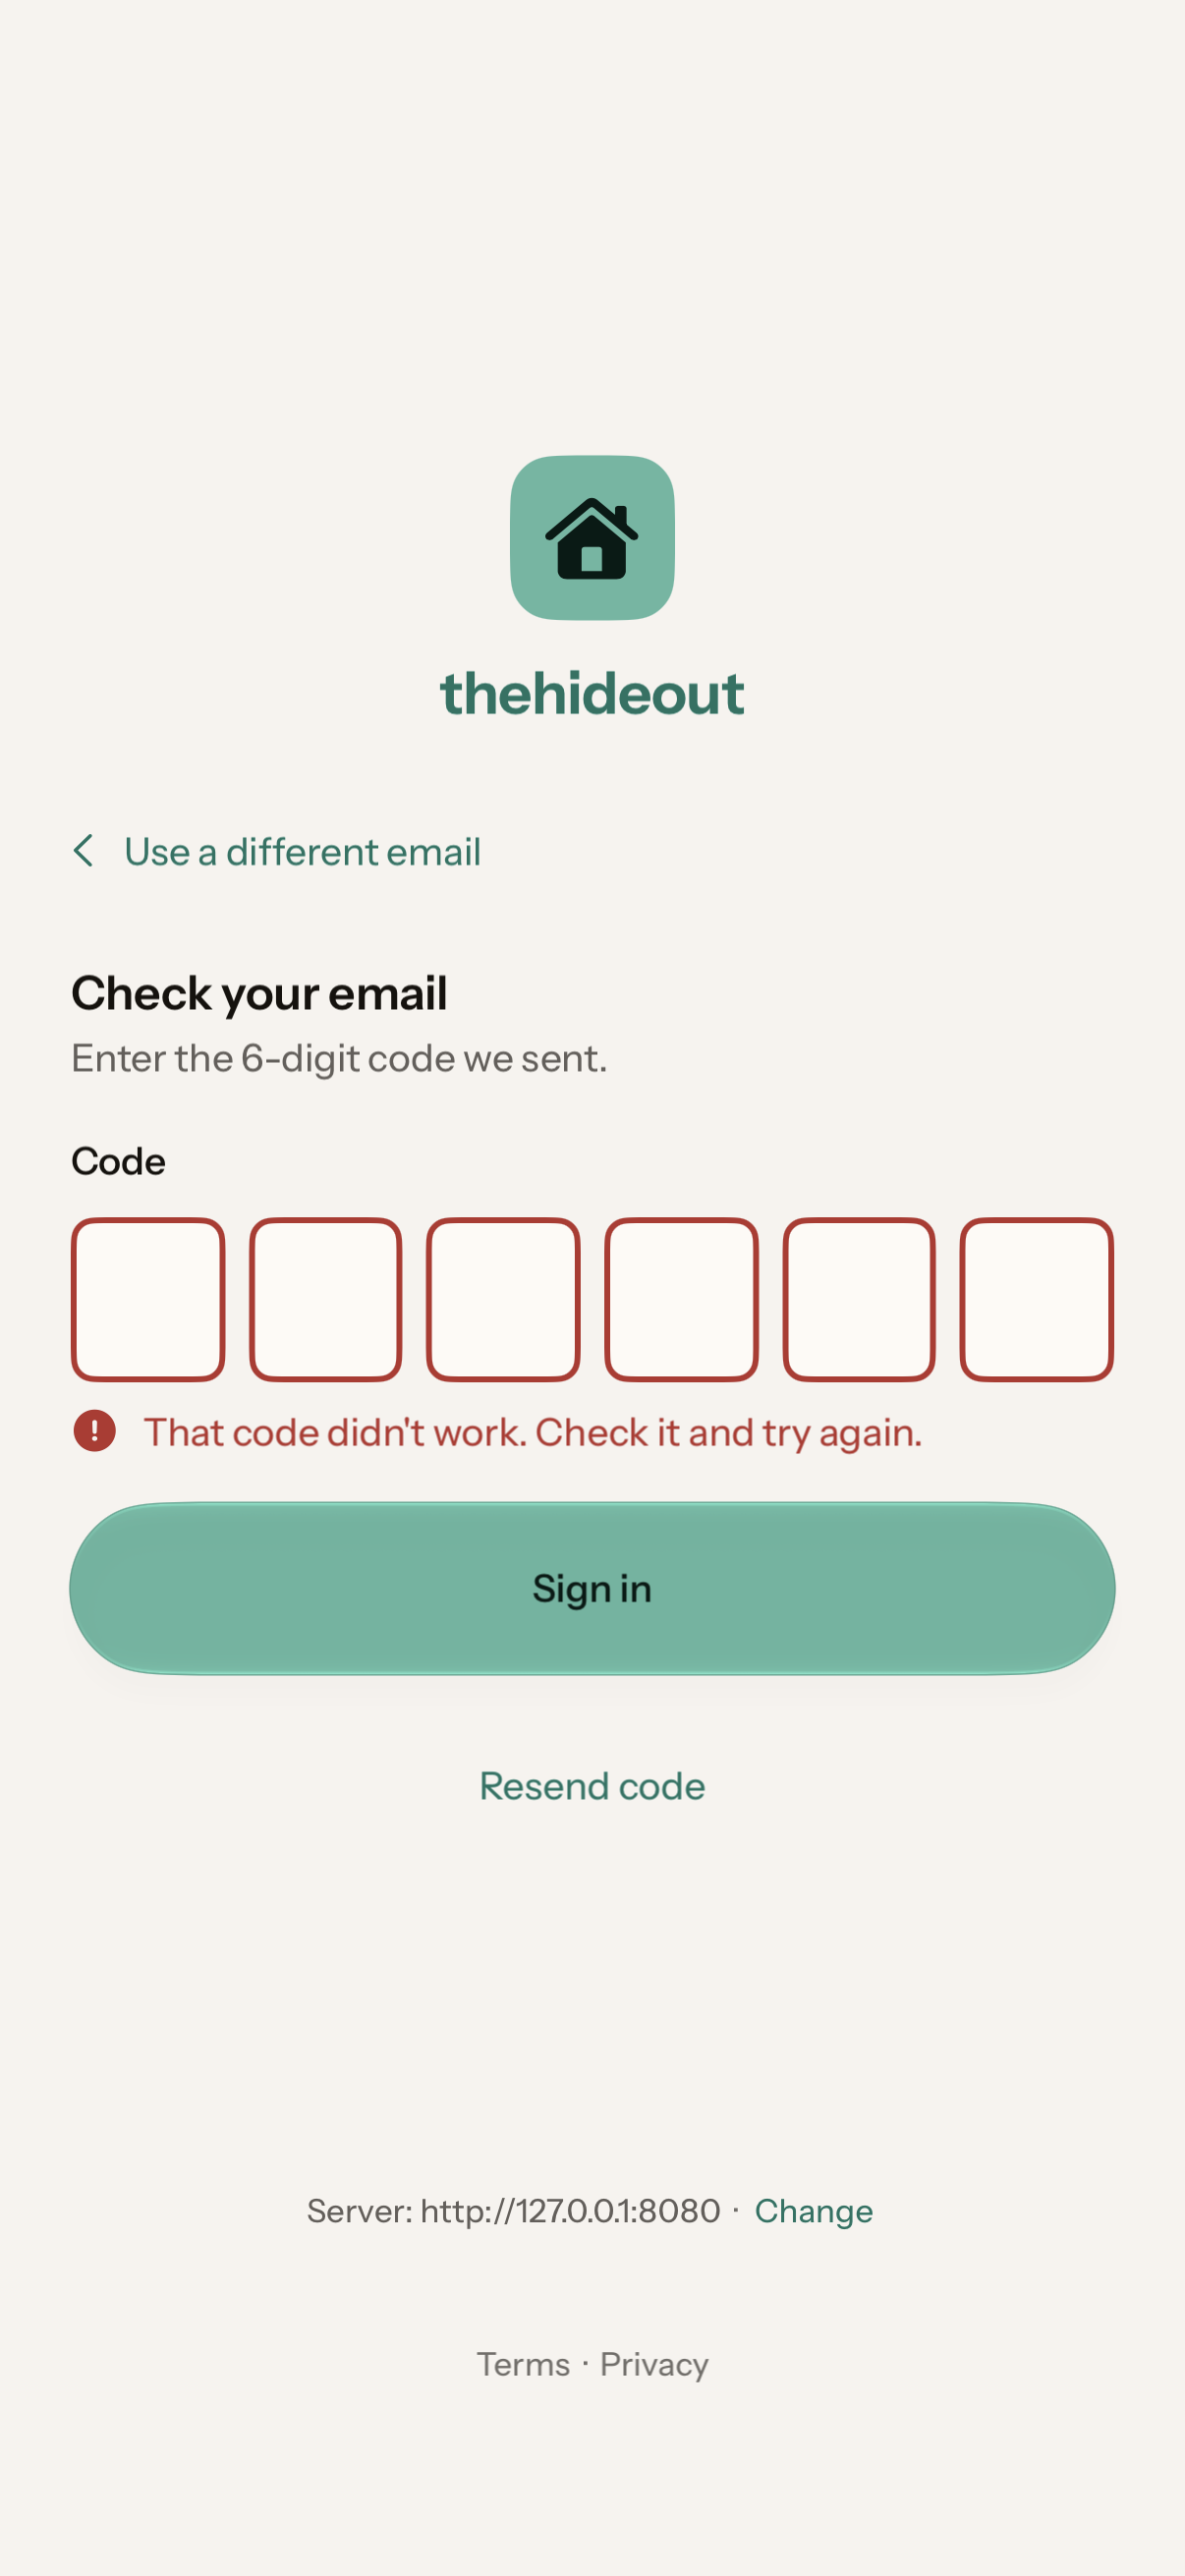 thehideout
Use a different email
Check your email
Enter the 6-digit code we sent.
Code
That code didn't work. Check it and try again.
Sign in
Resend code
Server: http://127.0.0.1:8080 · Change
Terms · Privacy